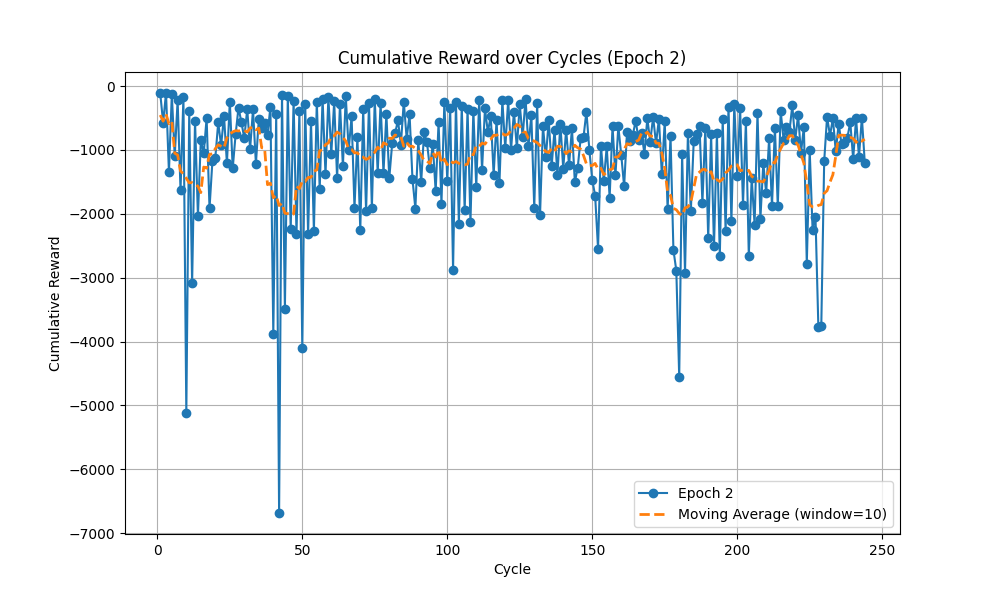 Cumulative Reward over Cycles (Epoch 2)
0
−1000
−2000
−3000
−4000
−5000
−6000
−7000
Cumulative Reward
0 50 100 150 200 250
Cycle
Epoch 2
Moving Average (window=10)